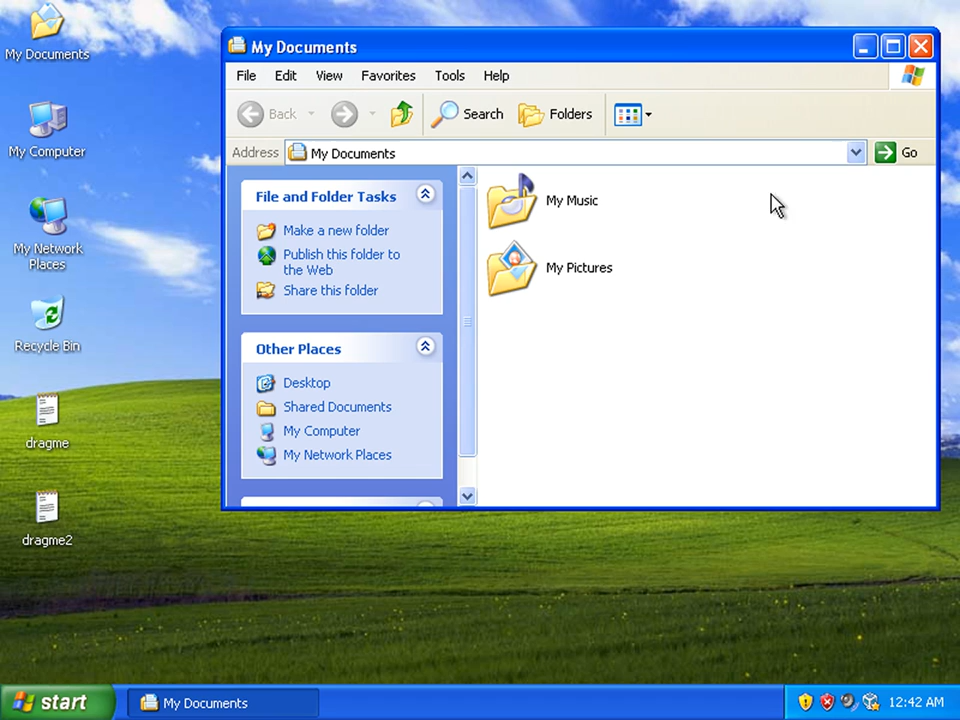 My Documents
My Computer
My Network
Places
Recycle Bin
dragme
dragme2
My Documents
File Edit View Favorites Tools Help
Back Search Folders
Address My Documents Go
File and Folder Tasks
Make a new folder
Publish this folder to
the Web
Share this folder
Other Places
Desktop
Shared Documents
My Computer
My Network Places
My Music
My Pictures
start My Documents 12:42 AM